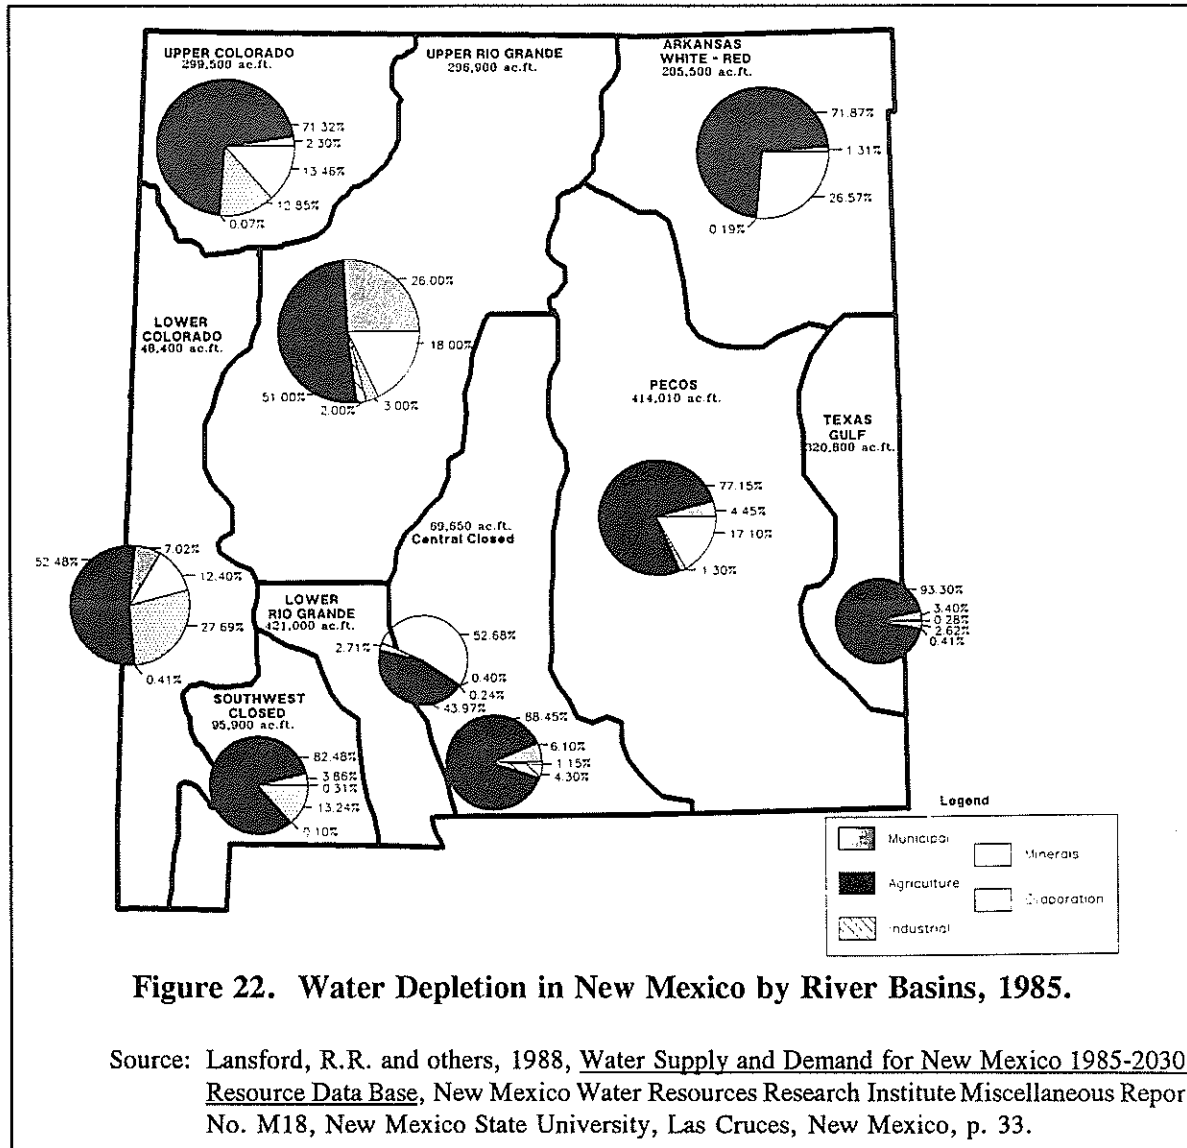 UPPER COLORADO
299,500 ac.ft.
UPPER RIO GRANDE
296,900 ac.ft.
ARKANSAS
WHITE - RED
205,500 ac.ft.
71.32%
2.30%
13.46%
12.85%
0.07%
71.87%
1.31%
26.57%
0.19%
26.00%
18.00%
3.00%
2.00%
51.00%
LOWER
COLORADO
48,400 ac.ft.
PECOS
414,010 ac.ft.
TEXAS
GULF
320,800 ac.ft.
77.15%
4.45%
17.10%
1.30%
69,650 ac.ft.
Central Closed
52.48%
7.02%
12.40%
27.69%
0.41%
93.30%
3.40%
0.28%
2.62%
0.41%
LOWER
RIO GRANDE
421,000 ac.ft.
2.71%
52.68%
0.40%
0.24%
43.97%
SOUTHWEST
CLOSED
95,900 ac.ft.
82.48%
3.86%
0.31%
13.24%
0.10%
88.45%
6.10%
1.15%
4.30%
Legend
Municipal
Minerals
Agriculture
Evaporation
Industrial
Figure 22. Water Depletion in New Mexico by River Basins, 1985.
Source: Lansford, R.R. and others, 1988, Water Supply and Demand for New Mexico 1985-2030
Resource Data Base, New Mexico Water Resources Research Institute Miscellaneous Repor
No. M18, New Mexico State University, Las Cruces, New Mexico, p. 33.